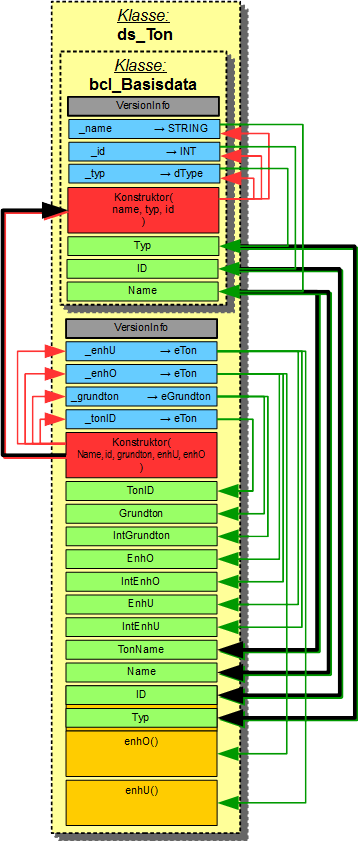 Klasse:
ds_Ton
Klasse:
bcl_Basisdata
VersionInfo
_name → STRING
_id → INT
_typ → dType
Konstruktor(
name, typ, id
)
Typ
ID
Name
VersionInfo
_enhU → eTon
_enhO → eTon
_grundton → eGrundton
_tonID → eTon
Konstruktor(
Name,id, grundton, enhU, enhO
)
TonID
Grundton
IntGrundton
EnhO
IntEnhO
EnhU
IntEnhU
TonName
Name
ID
Typ
enhO()
enhU()